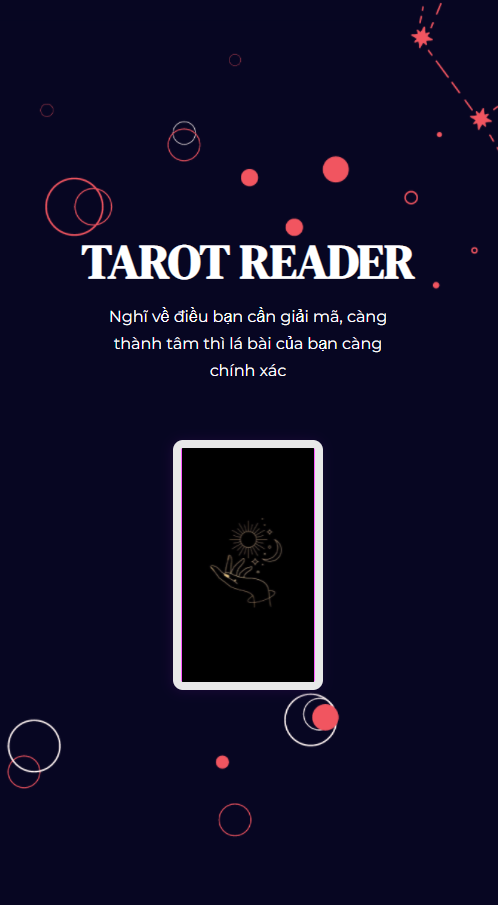 TAROT READER
Nghĩ về điều bạn cần giải mã, càng
thành tâm thì lá bài của bạn càng
chính xác